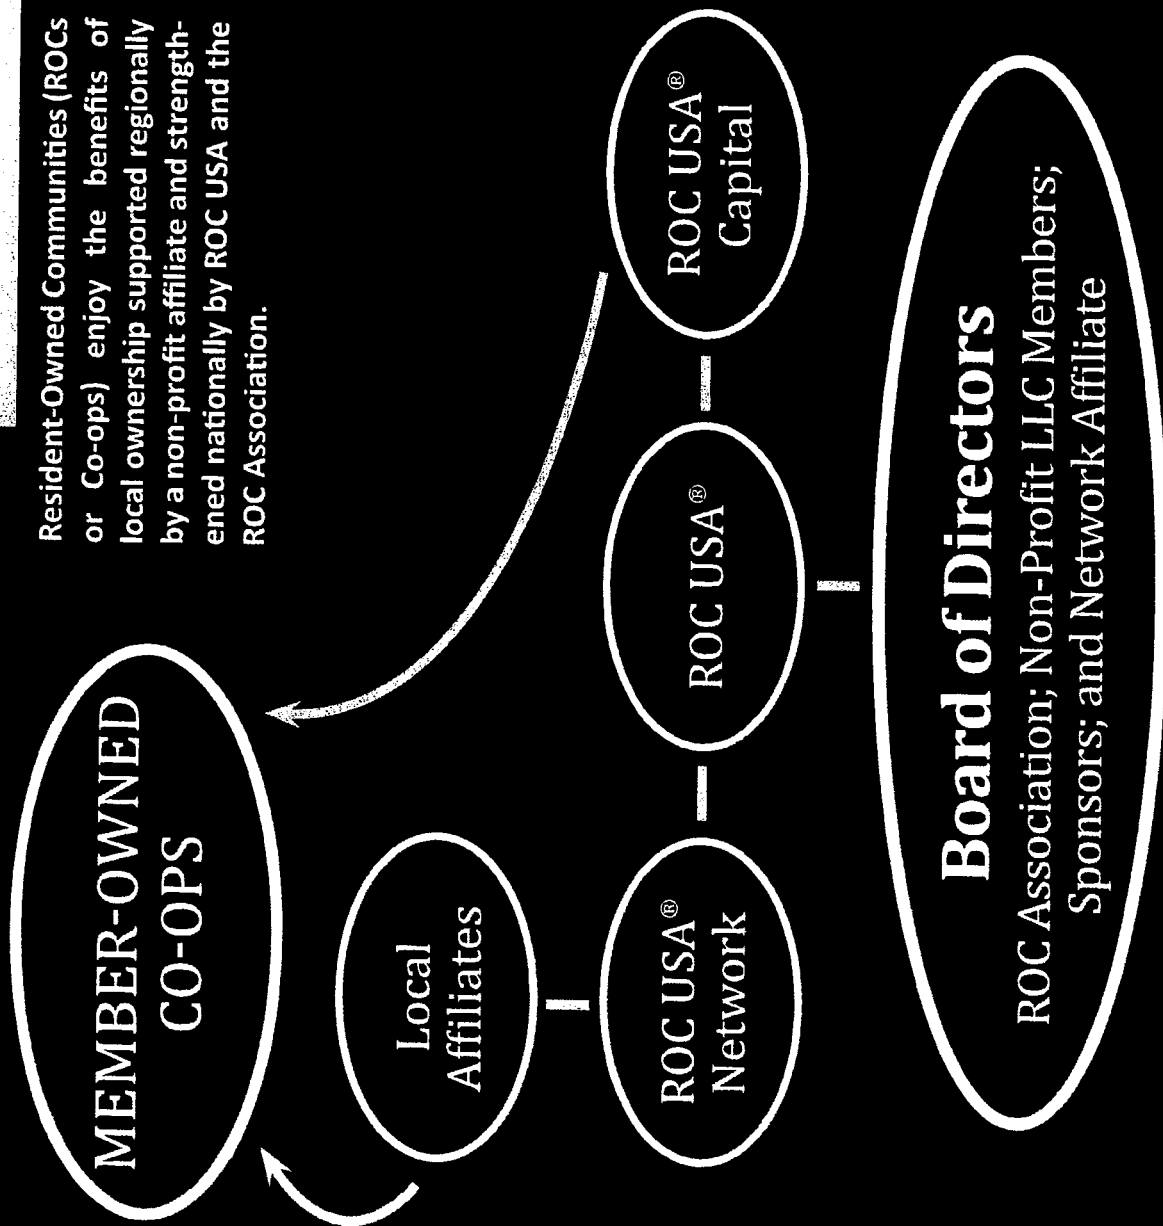 MEMBER-OWNED
CO-OPS
Resident-Owned Communities (ROCs
or Co-ops) enjoy the benefits of
local ownership supported regionally
by a non-profit affiliate and strength-
ened nationally by ROC USA and the
ROC Association.
Local
Affiliates
ROC USA®
Network
ROC USA®
ROC USA®
Capital
Board of Directors
ROC Association; Non-Profit LLC Members;
Sponsors; and Network Affiliate